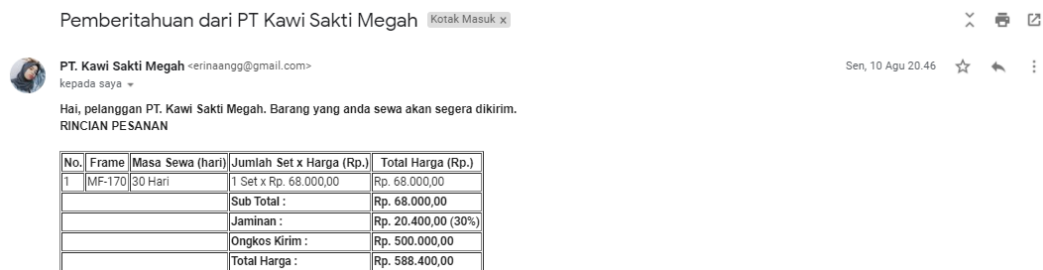 Pemberitahuan dari PT Kawi Sakti Megah Kotak Masuk x
PT. Kawi Sakti Megah <erinaangg@gmail.com> Sen, 10 Agu 20.46
kepada saya
Hai, pelanggan PT. Kawi Sakti Megah. Barang yang anda sewa akan segera dikirim.
RINCIAN PESANAN
No. Frame Masa Sewa (hari) Jumlah Set x Harga (Rp.) Total Harga (Rp.)
1 MF-170 30 Hari 1 Set x Rp. 68.000,00 Rp. 68.000,00
Sub Total : Rp. 68.000,00
Jaminan : Rp. 20.400,00 (30%)
Ongkos Kirim : Rp. 500.000,00
Total Harga : Rp. 588.400,00